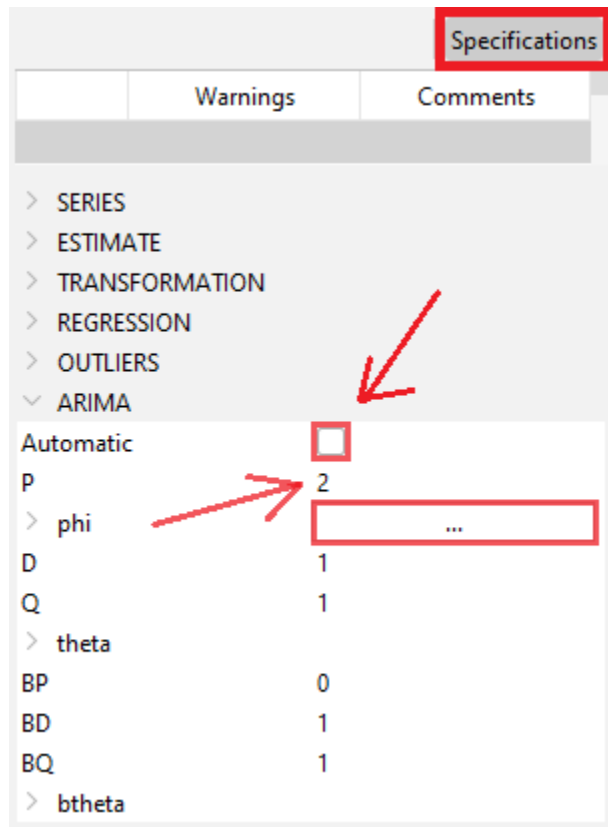 Specifications
Warnings Comments
SERIES
ESTIMATE
TRANSFORMATION
REGRESSION
OUTLIERS
ARIMA
Automatic
P 2
phi ...
D 1
Q 1
theta
BP 0
BD 1
BQ 1
btheta